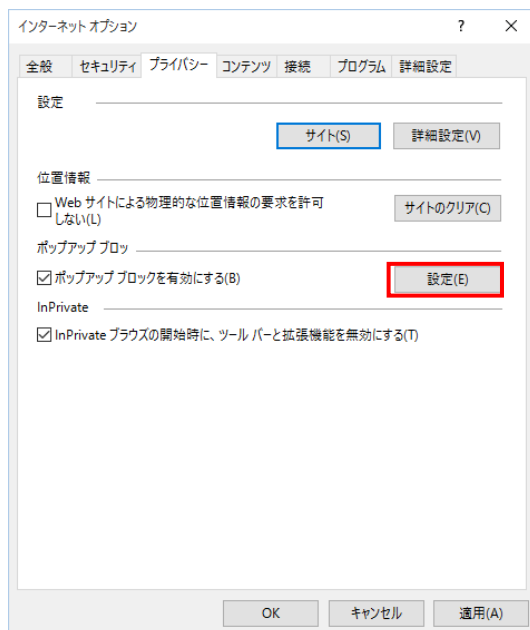 インターネット オプション ? ×
全般 セキュリティ プライバシー コンテンツ 接続 プログラム 詳細設定
設定
サイト(S) 詳細設定(V)
位置情報
Web サイトによる物理的な位置情報の要求を許可
しない(L)
サイトのクリア(C)
ポップアップ ブロッ
ポップアップ ブロックを有効にする(B) 設定(E)
InPrivate
InPrivate ブラウズの開始時に、ツール バーと拡張機能を無効にする(T)
OK キャンセル 適用(A)